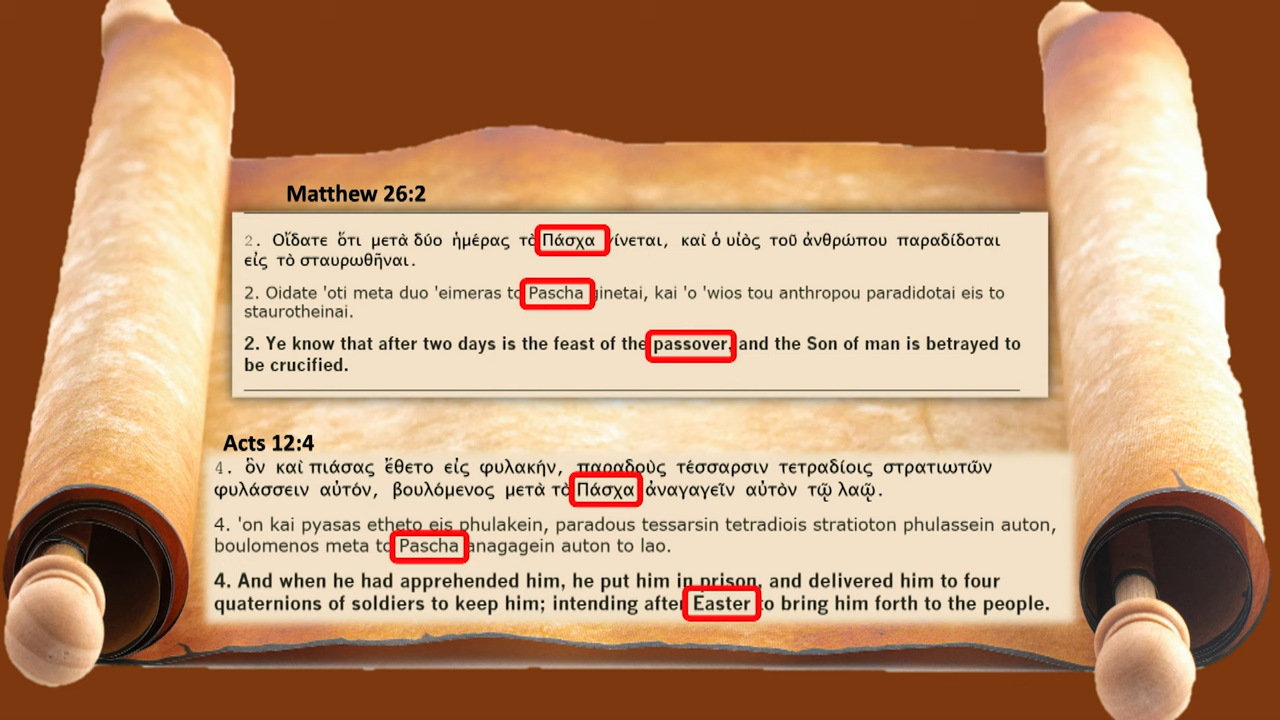 Matthew 26:2
2. Οἴδατε ὅτι μετὰ δύο ἡμέρας τὸ Πάσχα γίνεται, καὶ ὁ υἱὸς τοῦ ἀνθρώπου παραδίδοται
εἰς τὸ σταυρωθῆναι.
2. Oidate 'oti meta duo 'eimeras to Pascha ginetai, kai 'o 'wios tou anthropou paradidotai eis to
staurotheinai.
2. Ye know that after two days is the feast of the passover, and the Son of man is betrayed to
be crucified.
Acts 12:4
4. ὃν καὶ πιάσας ἔθετο εἰς φυλακήν, παραδοὺς τέσσαρσιν τετραδίοις στρατιωτῶν
φυλάσσειν αὐτόν, βουλόμενος μετὰ τὸ Πάσχα ἀναγαγεῖν αὐτὸν τῷ λαῷ.
4. 'on kai pyasas etheto eis phulakein, paradous tessarsin tetradiois stratioton phulassein auton,
boulomenos meta to Pascha anagagein auton to lao.
4. And when he had apprehended him, he put him in prison, and delivered him to four
quaternions of soldiers to keep him; intending after Easter to bring him forth to the people.